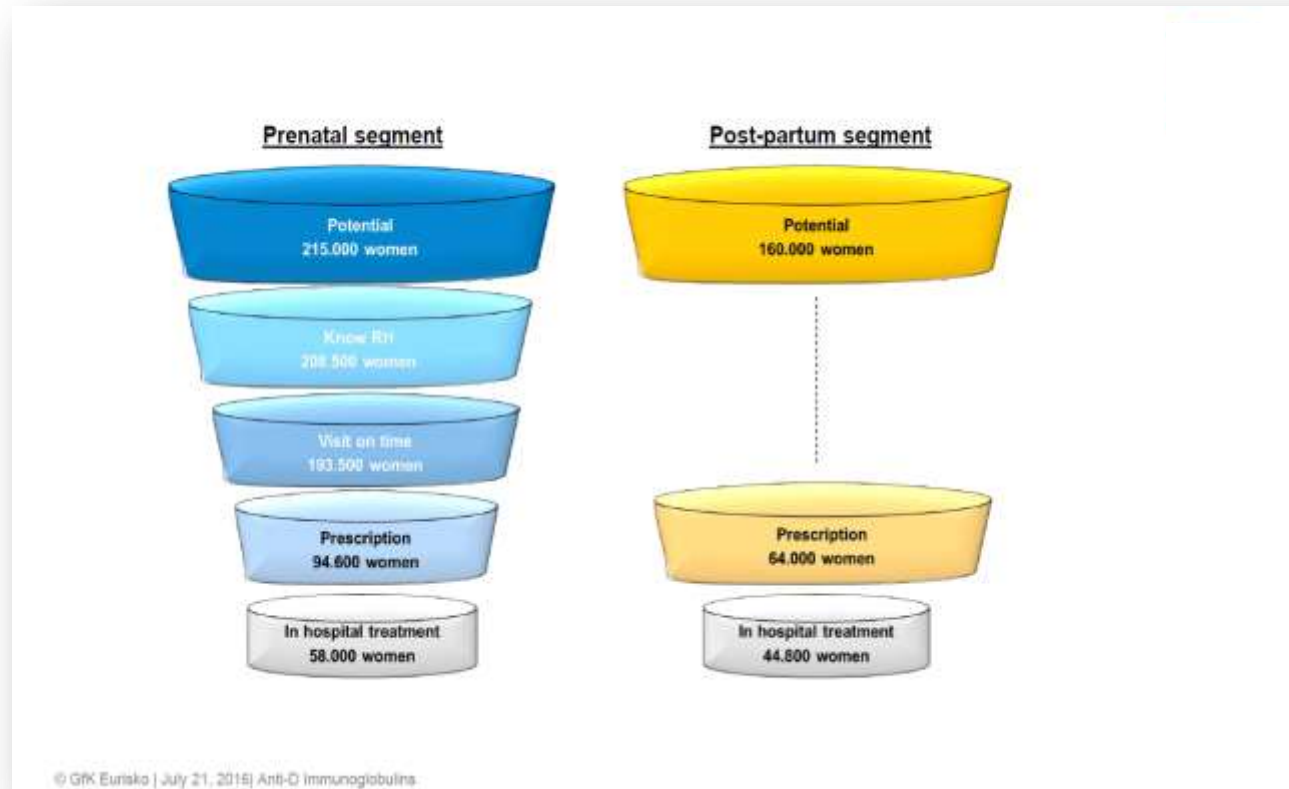 Prenatal segment
Potential
215.000 women
Know RH
208.500 women
Visit on time
193.500 women
Prescription
94.600 women
In hospital treatment
58.000 women
Post-partum segment
Potential
160.000 women
Prescription
64.000 women
In hospital treatment
44.800 women
© GfK Eurisko | July 21, 2016| Anti-D Immunoglobulins